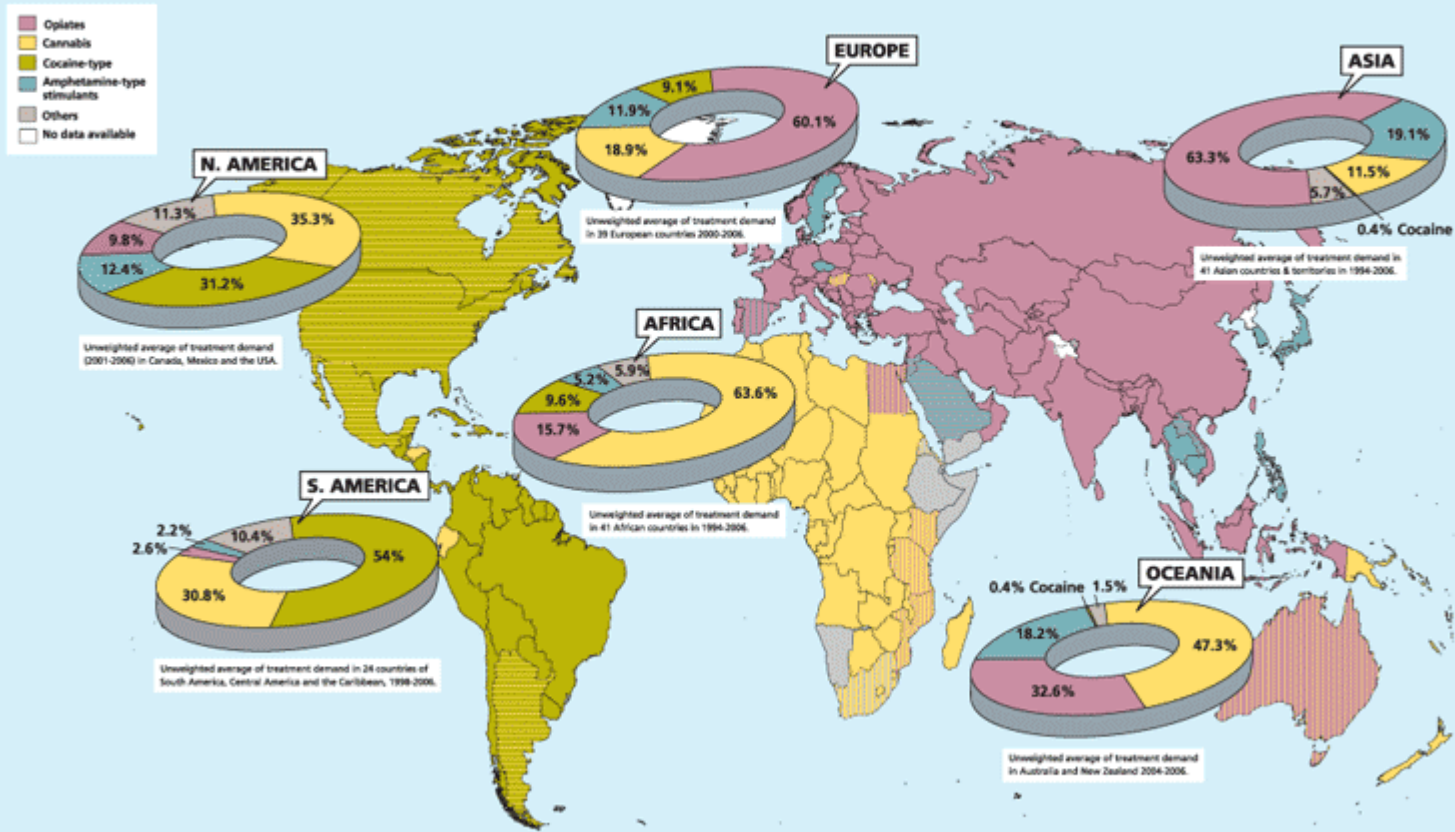 Opiates
Cannabis
Cocaine-type
Amphetamine-type
stimulants
Others
No data available
EUROPE
9.1%
11.9%
60.1%
18.9%
Unweighted average of treatment demand
in 39 European countries 2000-2006.
ASIA
19.1%
63.3%
11.5%
5.7%
0.4% Cocaine
Unweighted average of treatment demand in
41 Asian countries & territories in 1994-2006.
N. AMERICA
11.3%
35.3%
9.8%
12.4%
31.2%
Unweighted average of treatment demand
(2001-2006) in Canada, Mexico and the USA.
AFRICA
5.9%
5.2%
63.6%
9.6%
15.7%
Unweighted average of treatment demand
in 41 African countries in 1994-2006.
S. AMERICA
2.2%
10.4%
2.6%
54%
30.8%
Unweighted average of treatment demand in 26 countries of
South America, Central America and the Caribbean, 1998-2006.
OCEANIA
0.4% Cocaine
1.5%
18.2%
47.3%
32.6%
Unweighted average of treatment demand
in Australia and New Zealand 2004-2006.